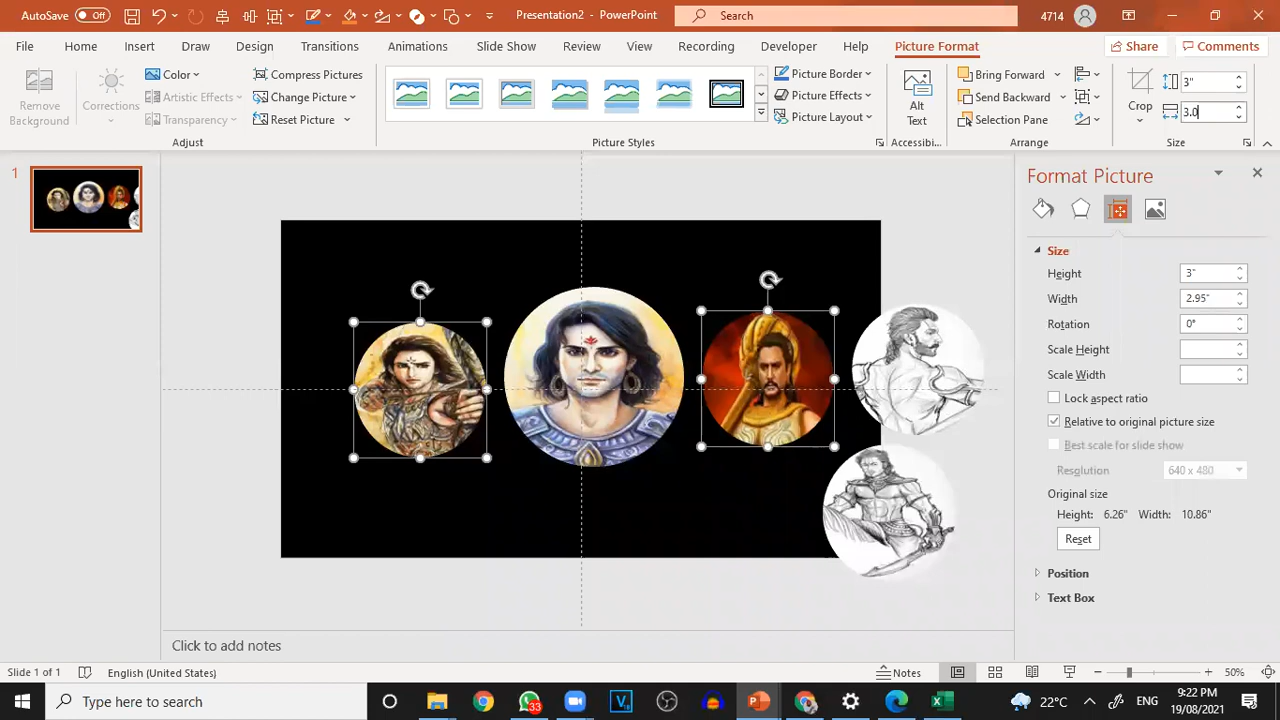 AutoSave Off Presentation2 - PowerPoint Search 4714
File Home Insert Draw Design Transitions Animations Slide Show Review View Recording Developer Help Picture Format Share Comments
Remove Background
Corrections
Color
Artistic Effects
Transparency
Compress Pictures
Change Picture
Reset Picture
Adjust
Picture Border
Picture Effects
Picture Layout
Picture Styles
Alt Text
Accessibi...
Bring Forward
Send Backward
Selection Pane
Arrange
Crop
3"
3.0
Size
1
Format Picture
Size
Height 3"
Width 2.95"
Rotation 0°
Scale Height
Scale Width
Lock aspect ratio
Relative to original picture size
Best scale for slide show
Resolution 640 x 480
Original size
Height: 6.26" Width: 10.86"
Reset
Position
Text Box
Click to add notes
Slide 1 of 1 English (United States) Notes 50%
Type here to search 33 22°C ENG 9:22 PM
19/08/2021